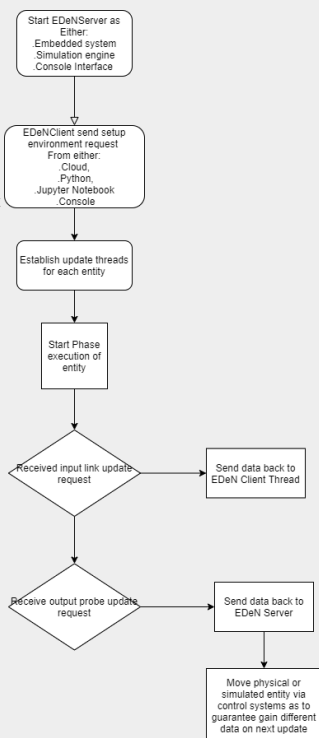 Start EDeNServer as
Either:
.Embedded system
.Simulation engine
.Console Interface
EDeNClient send setup
environment request
From either:
.Cloud,
.Python,
.Jupyter Notebook
.Console
Establish update threads
for each entity
Start Phase
execution of
entity
Received input link update
request
Send data back to
EDeN Client Thread
Receive output probe update
request
Send data back to
EDeN Server
Move physical or
simulated entity via
control systems as to
guarantee gain different
data on next update